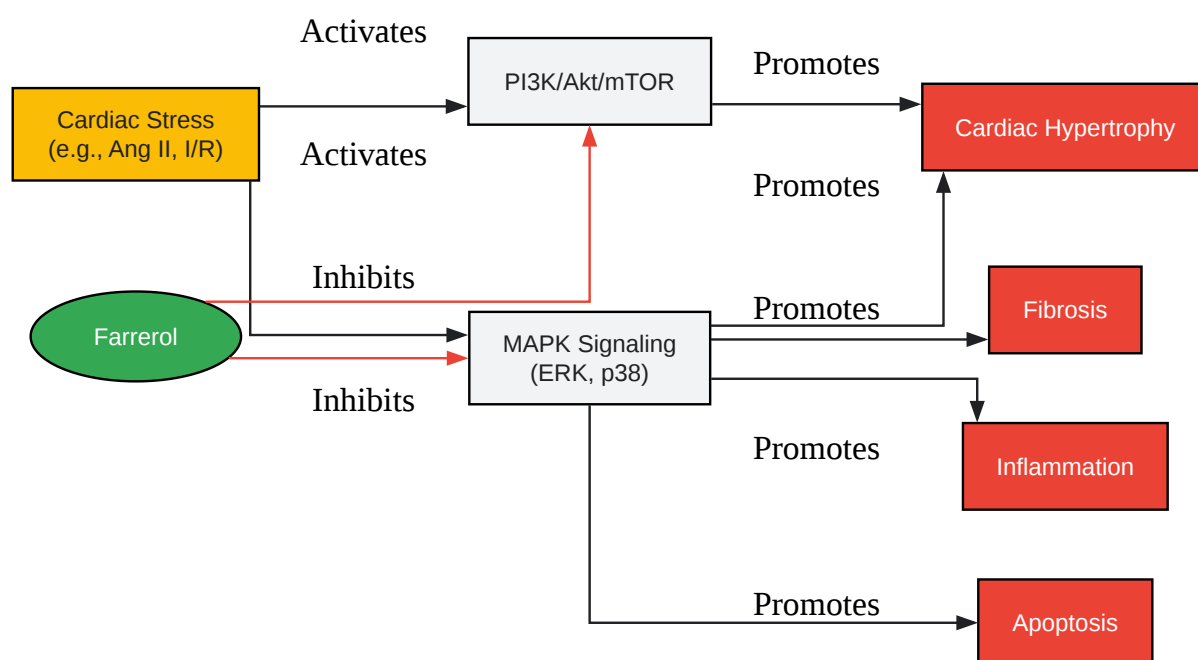 Activates
PI3K/Akt/mTOR
Promotes
Cardiac Stress
(e.g., Ang II, I/R)
Cardiac Hypertrophy
Activates
Promotes
Inhibits
Farrerol
MAPK Signaling
(ERK, p38)
Promotes
Fibrosis
Inhibits
Promotes
Inflammation
Promotes
Apoptosis